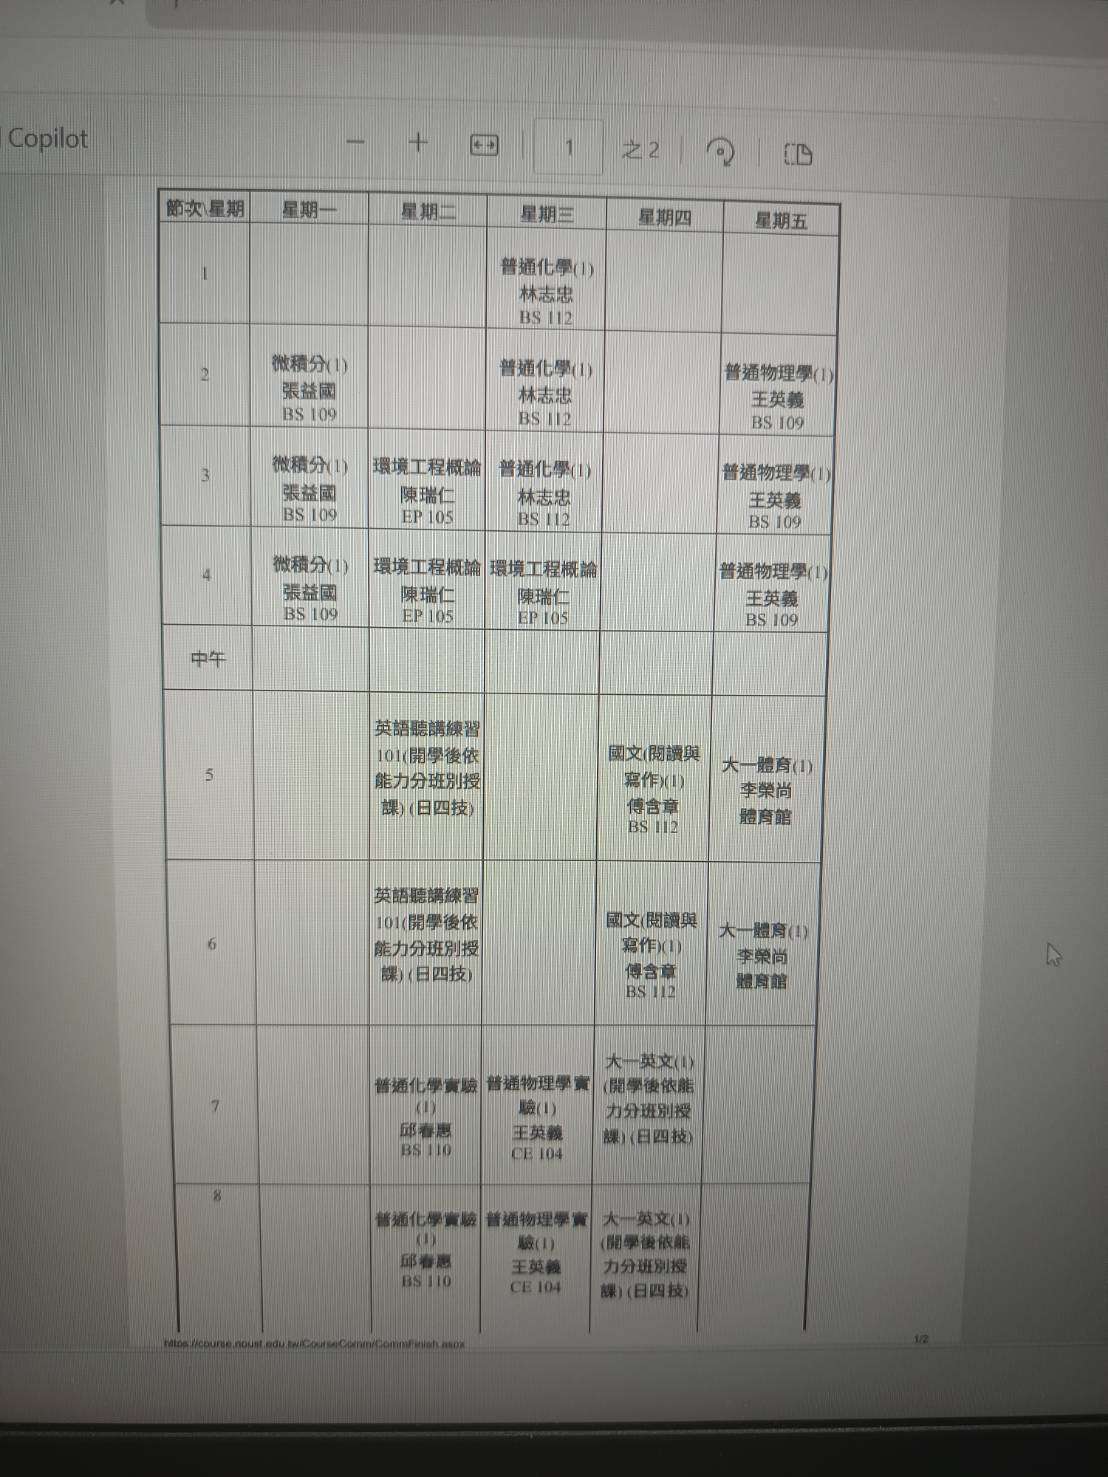 Copilot
1 之 2
節次\星期 星期一 星期二 星期三 星期四 星期五
1
普通化學(1)
林志忠
BS 112
2
微積分(1)
張益國
BS 109
普通化學(1)
林志忠
BS 112
普通物理學(1)
王英義
BS 109
3
微積分(1)
張益國
BS 109
環境工程概論
陳瑞仁
EP 105
普通化學(1)
林志忠
BS 112
普通物理學(1)
王英義
BS 109
4
微積分(1)
張益國
BS 109
環境工程概論
陳瑞仁
EP 105
環境工程概論
陳瑞仁
EP 105
普通物理學(1)
王英義
BS 109
中午
5
英語聽講練習
101(開學後依
能力分班別授
課) (日四技)
國文(閱讀與
寫作)(1)
傅含章
BS 112
大一體育(1)
李榮尚
體育館
6
英語聽講練習
101(開學後依
能力分班別授
課) (日四技)
國文(閱讀與
寫作)(1)
傅含章
BS 112
大一體育(1)
李榮尚
體育館
7
普通化學實驗
(1)
邱春惠
BS 110
普通物理學實
驗(1)
王英義
CE 104
大一英文(1)
(開學後依能
力分班別授
課) (日四技)
8
普通化學實驗
(1)
邱春惠
BS 110
普通物理學實
驗(1)
王英義
CE 104
大一英文(1)
(開學後依能
力分班別授
課) (日四技)
https://course.npust.edu.tw/CourseComm/CommFinish.aspx
1/2